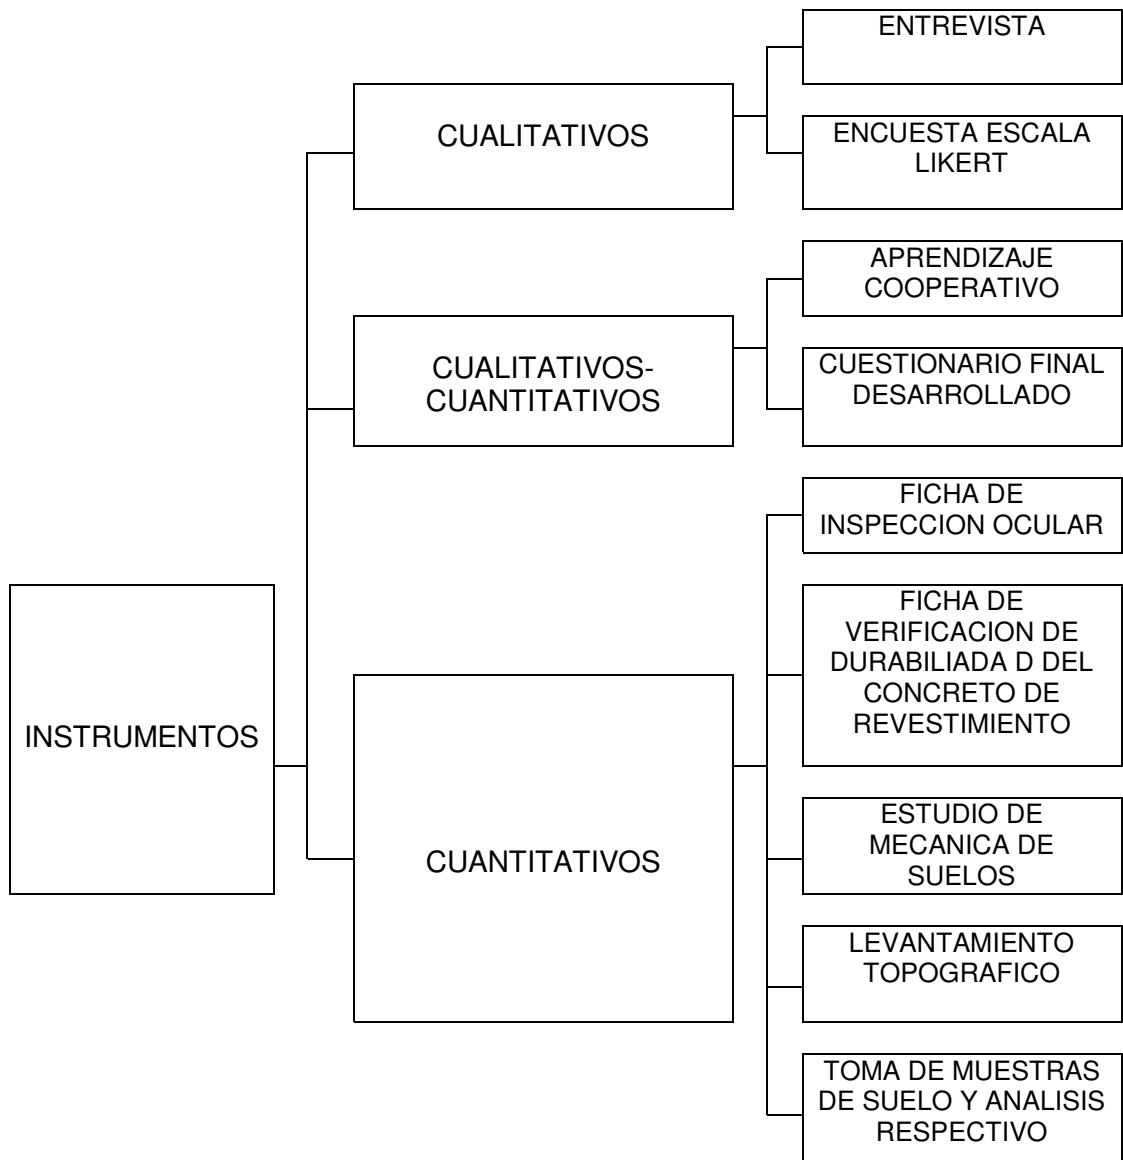 INSTRUMENTOS
CUALITATIVOS
ENTREVISTA
ENCUESTA ESCALA
LIKERT
CUALITATIVOS-
CUANTITATIVOS
APRENDIZAJE
COOPERATIVO
CUESTIONARIO FINAL
DESARROLLADO
CUANTITATIVOS
FICHA DE
INSPECCION OCULAR
FICHA DE
VERIFICACION DE
DURABILIADA D DEL
CONCRETO DE
REVESTIMIENTO
ESTUDIO DE
MECANICA DE
SUELOS
LEVANTAMIENTO
TOPOGRAFICO
TOMA DE MUESTRAS
DE SUELO Y ANALISIS
RESPECTIVO